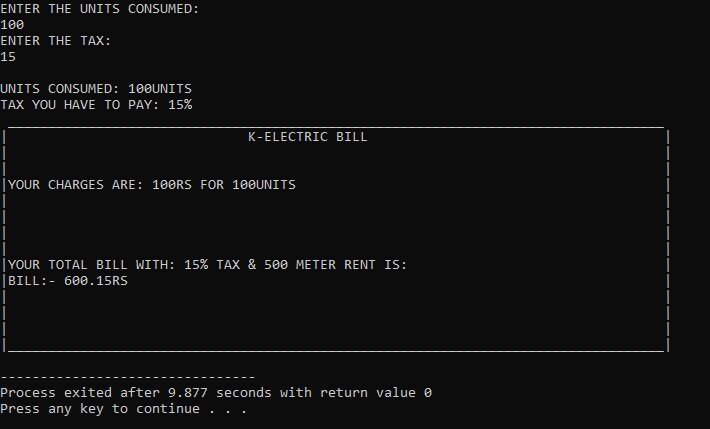 ENTER THE UNITS CONSUMED:
100
ENTER THE TAX:
15
UNITS CONSUMED: 100UNITS
TAX YOU HAVE TO PAY: 15%
K-ELECTRIC BILL
YOUR CHARGES ARE: 100RS FOR 100UNITS
YOUR TOTAL BILL WITH: 15% TAX & 500 METER RENT IS:
BILL:- 600.15RS
--------------------------------
Process exited after 9.877 seconds with return value 0
Press any key to continue . . .